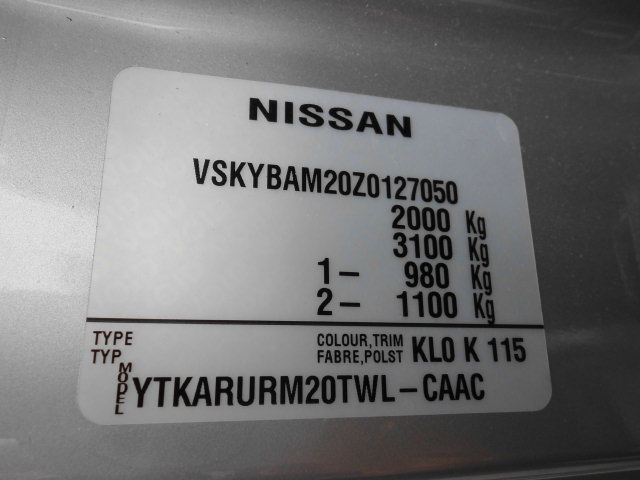 NISSAN
VSKYBAM20Z0127050
2000 Kg
3100 Kg
1– 980 Kg
2– 1100 Kg
TYPE
TYP
COLOUR,TRIM
FABRE,POLST KL0 K 115
MODEL YTKARURM20TWL–CAAC